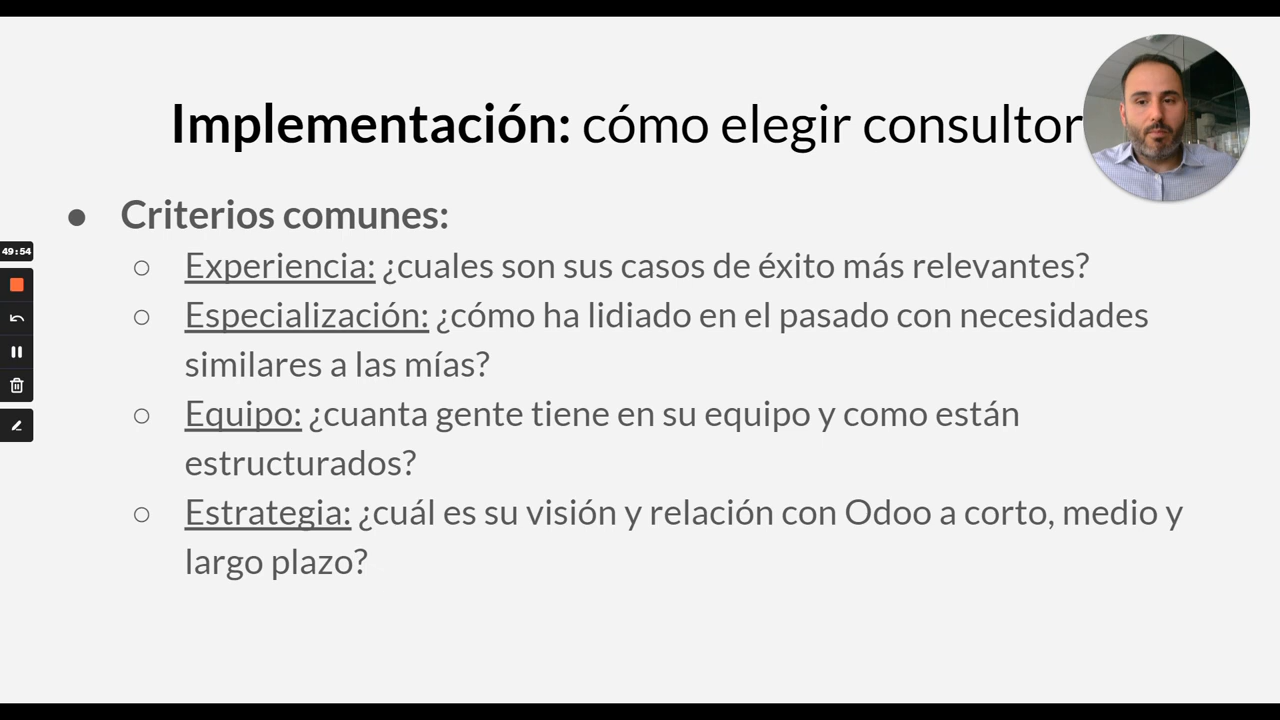 Implementación: cómo elegir consultor
● Criterios comunes:
○ Experiencia: ¿cuales son sus casos de éxito más relevantes?
○ Especialización: ¿cómo ha lidiado en el pasado con necesidades
similares a las mías?
○ Equipo: ¿cuanta gente tiene en su equipo y como están
estructurados?
○ Estrategia: ¿cuál es su visión y relación con Odoo a corto, medio y
largo plazo?
49:54